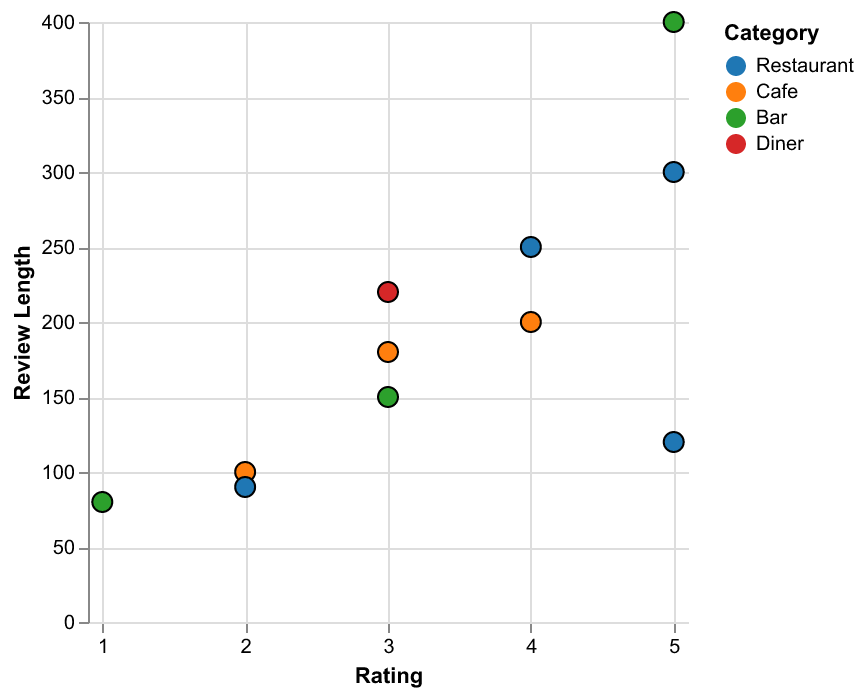 400
350
300
250
200
150
100
50
0
Review Length
1 2 3 4 5
Rating
Category
Restaurant
Cafe
Bar
Diner